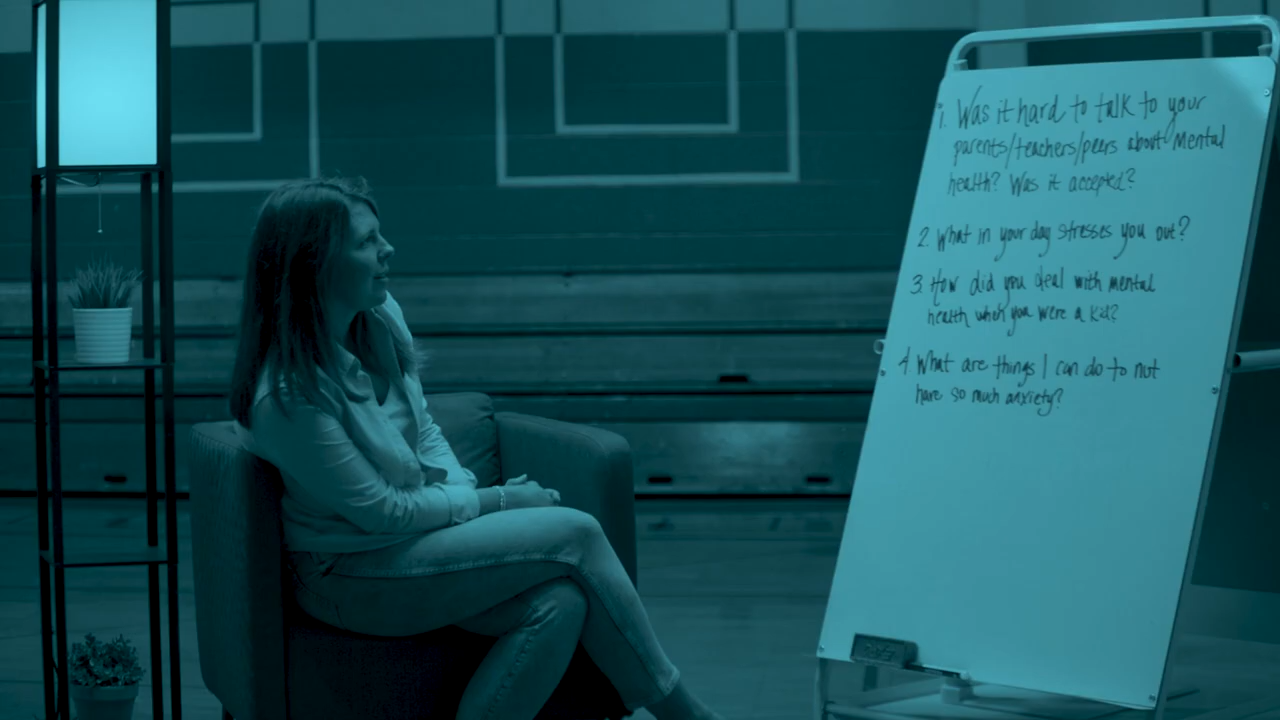 1. Was it hard to talk to your
parents/teachers/peers about mental
health? Was it accepted?
2. What in your day stresses you out?
3. How did you deal with mental
health when you were a kid?
4 What are things I can do to not
have so much anxiety?